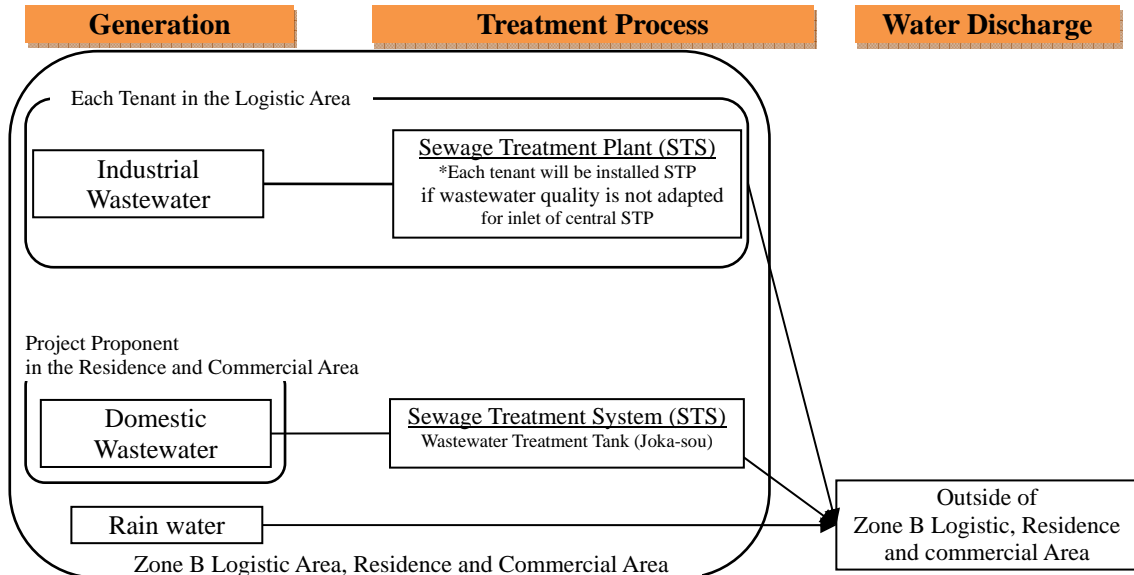 Generation
Treatment Process
Water Discharge
Each Tenant in the Logistic Area
Industrial
Wastewater
Sewage Treatment Plant (STS)
*Each tenant will be installed STP
if wastewater quality is not adapted
for inlet of central STP
Project Proponent
in the Residence and Commercial Area
Domestic
Wastewater
Sewage Treatment System (STS)
Wastewater Treatment Tank (Joka-sou)
Rain water
Outside of
Zone B Logistic, Residence
and commercial Area
Zone B Logistic Area, Residence and Commercial Area